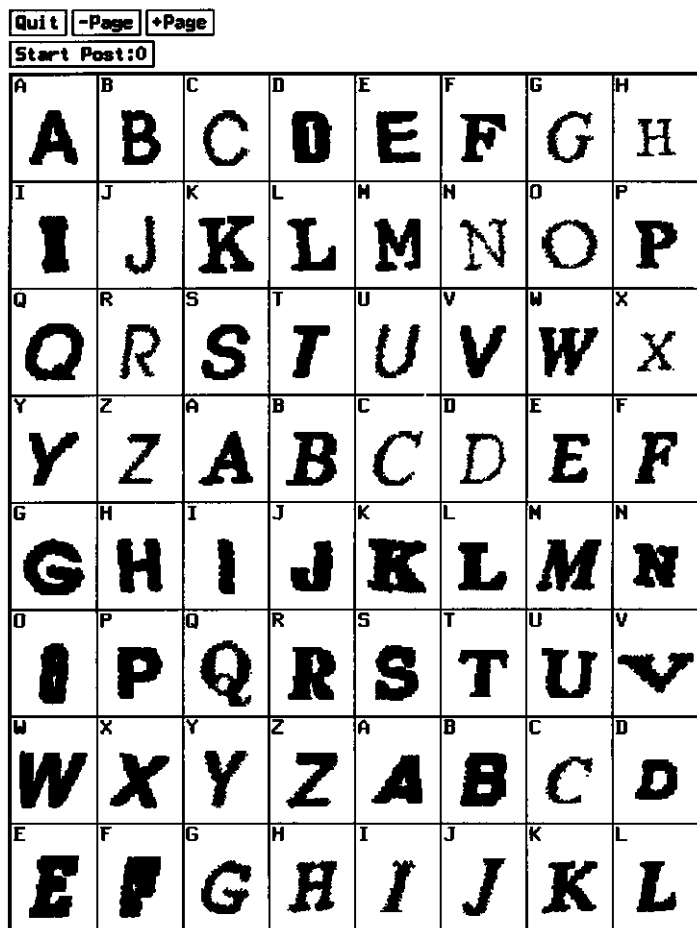 Quit -Page +Page
Start Post:0
A B C D E F G H
A B C D E F G H
I J K L M N O P
I J K L M N O P
Q R S T U V W X
Q R S T U V W X
Y Z A B C D E F
Y Z A B C D E F
G H I J K L M N
G H I J K L M N
O P Q R S T U V
O P Q R S T U V
W X Y Z A B C D
W X Y Z A B C D
E F G H I J K L
E F G H I J K L